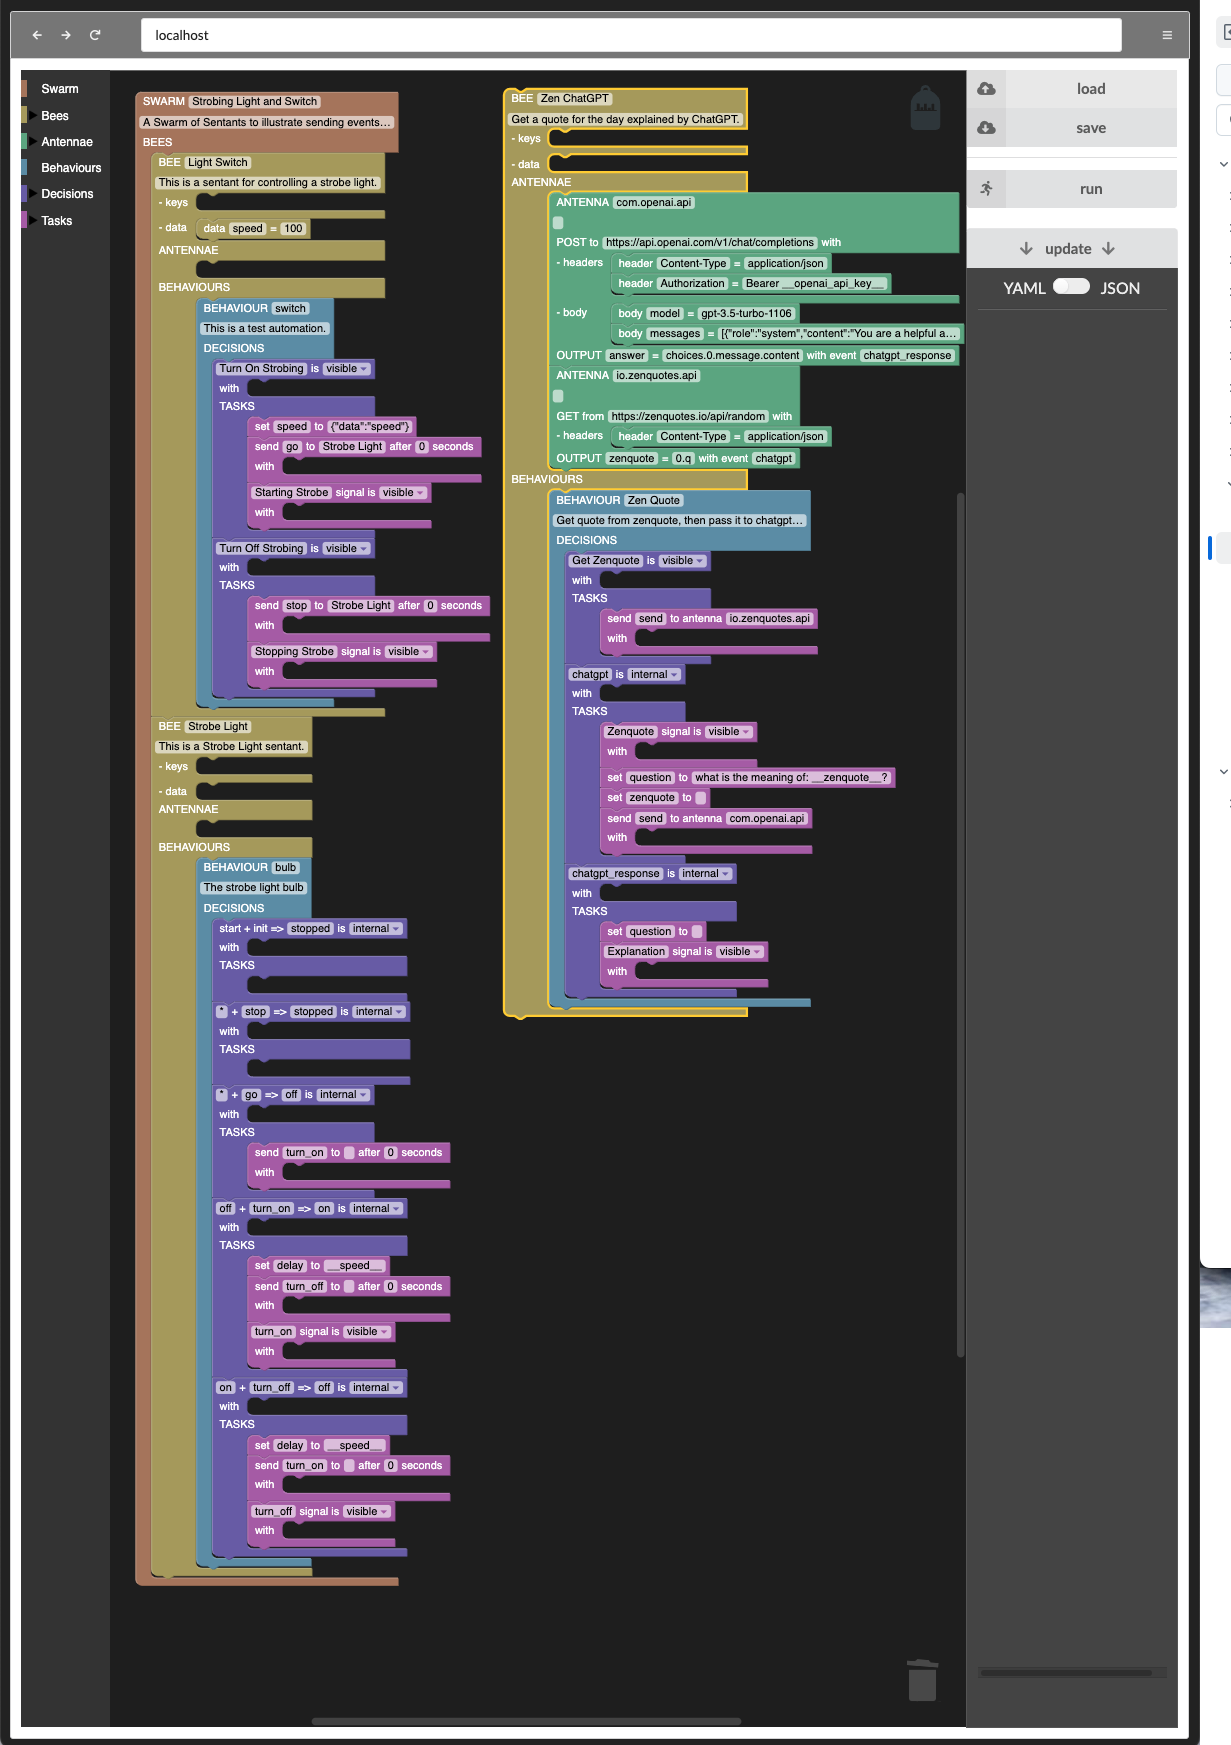 localhost
Swarm
Bees
Antennae
Behaviours
Decisions
Tasks
SWARM Strobing Light and Switch
A Swarm of Sentants to illustrate sending events...
BEES
BEE Light Switch
This is a sentant for controlling a strobe light.
- keys
- data data speed = 100
ANTENNAE
BEHAVIOURS
BEHAVIOUR switch
This is a test automation.
DECISIONS
Turn On Strobing is visible
with
TASKS
set speed to {"data":"speed"}
send go to Strobe Light after 0 seconds
with
Starting Strobe signal is visible
with
Turn Off Strobing is visible
with
TASKS
send stop to Strobe Light after 0 seconds
with
Stopping Strobe signal is visible
with
BEE Strobe Light
This is a Strobe Light sentant.
- keys
- data
ANTENNAE
BEHAVIOURS
BEHAVIOUR bulb
The strobe light bulb
DECISIONS
start + init => stopped is internal
with
TASKS
* + stop => stopped is internal
with
TASKS
* + go => off is internal
with
TASKS
send turn_on to after 0 seconds
with
off + turn_on => on is internal
with
TASKS
set delay to __speed__
send turn_off to after 0 seconds
with
turn_on signal is visible
with
on + turn_off => off is internal
with
TASKS
set delay to __speed__
send turn_on to after 0 seconds
with
turn_off signal is visible
with
BEE Zen ChatGPT
Get a quote for the day explained by ChatGPT.
- keys
- data
ANTENNAE
ANTENNA com.openai.api
POST to https://api.openai.com/v1/chat/completions with
- headers header Content-Type = application/json
header Authorization = Bearer __openai_api_key__
- body body model = gpt-3.5-turbo-1106
body messages = [{"role":"system","content":"You are a helpful a...
OUTPUT answer = choices.0.message.content with event chatgpt_response
ANTENNA io.zenquotes.api
GET from https://zenquotes.io/api/random with
- headers header Content-Type = application/json
OUTPUT zenquote = 0.q with event chatgpt
BEHAVIOURS
BEHAVIOUR Zen Quote
Get quote from zenquote, then pass it to chatgpt...
DECISIONS
Get Zenquote is visible
with
TASKS
send send to antenna io.zenquotes.api
with
chatgpt is internal
with
TASKS
Zenquote signal is visible
with
set question to what is the meaning of: __zenquote__?
set zenquote to
send send to antenna com.openai.api
with
chatgpt_response is internal
with
TASKS
set question to
Explanation signal is visible
with
load
save
run
update
YAML JSON